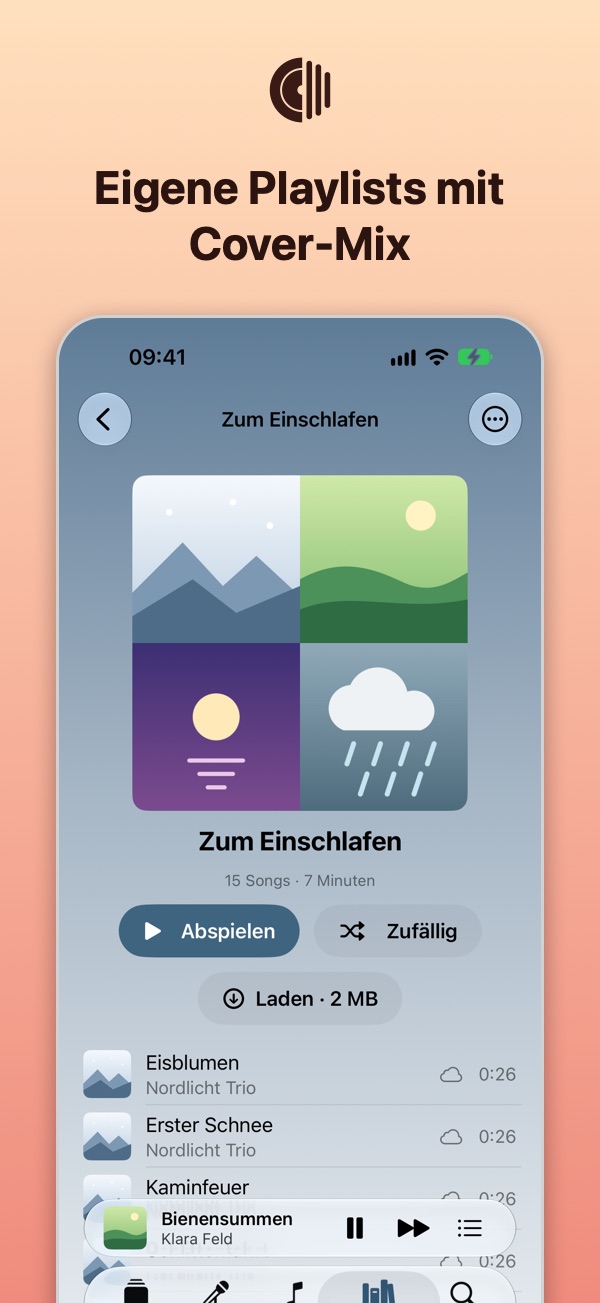 Eigene Playlists mit
Cover-Mix
09:41
Zum Einschlafen
Zum Einschlafen
15 Songs · 7 Minuten
Abspielen
Zufällig
Laden · 2 MB
Eisblumen
Nordlicht Trio
0:26
Erster Schnee
Nordlicht Trio
0:26
Kaminfeuer
0:26
Bienensummen
Klara Feld
0:26